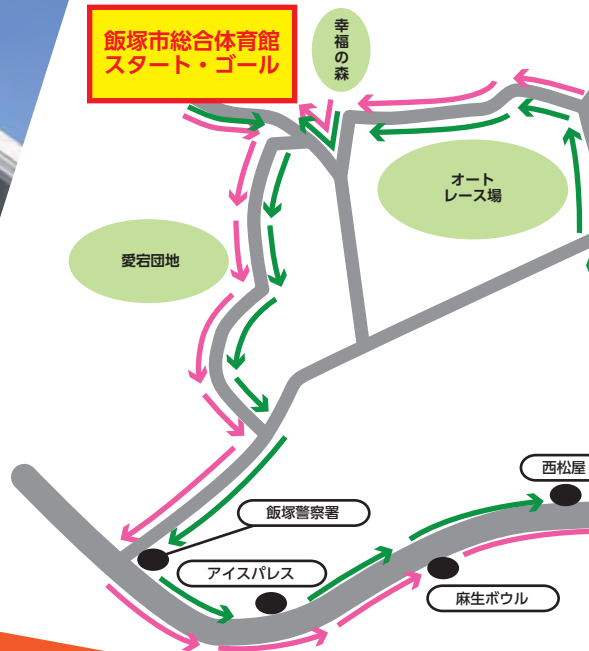 飯塚市総合体育館
スタート・ゴール
幸福の森
オート
レース場
愛宕団地
西松屋
飯塚警察署
アイスパレス
麻生ボウル